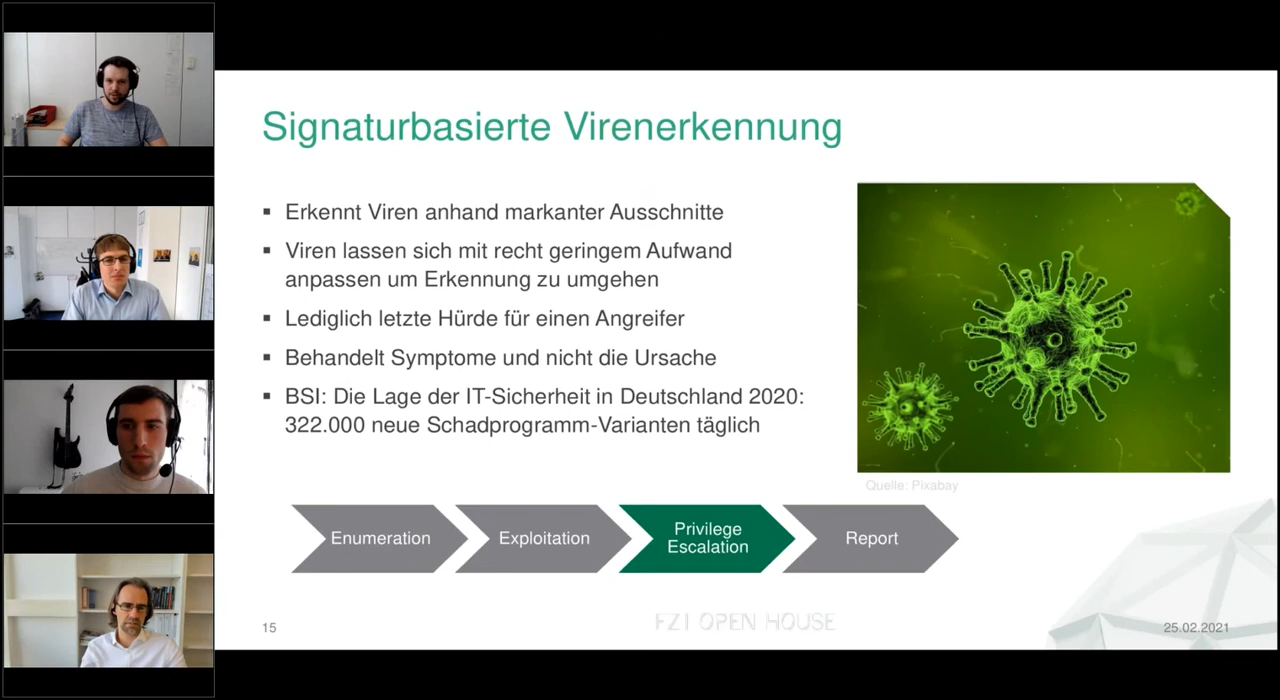 Signaturbasierte Virenerkennung
▪ Erkennt Viren anhand markanter Ausschnitte
▪ Viren lassen sich mit recht geringem Aufwand
anpassen um Erkennung zu umgehen
▪ Lediglich letzte Hürde für einen Angreifer
▪ Behandelt Symptome und nicht die Ursache
▪ BSI: Die Lage der IT-Sicherheit in Deutschland 2020:
322.000 neue Schadprogramm-Varianten täglich
Quelle: Pixabay
Enumeration
Exploitation
Privilege
Escalation
Report
15
FZI OPEN HOUSE
25.02.2021